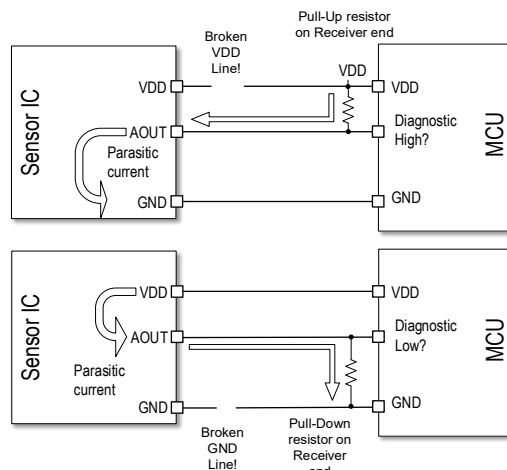 Pull-Up resistor
on Receiver end
Broken
VDD
Line!
VDD
VDD
VDD
Sensor IC
AOUT
Parasitic
current
Diagnostic
High?
MCU
GND
GND
VDD
VDD
Sensor IC
AOUT
Parasitic
current
Diagnostic
Low?
MCU
GND
GND
Broken
GND
Line!
Pull-Down
resistor on
Receiver
end